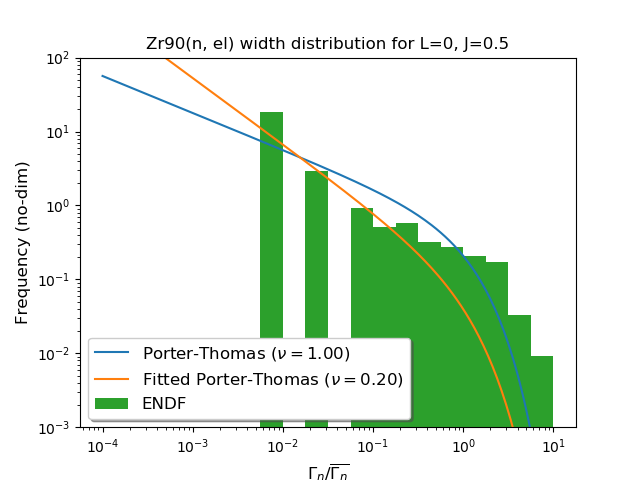 Zr90(n, el) width distribution for L=0, J=0.5
Frequency (no-dim)
10²
10¹
10⁰
10⁻¹
10⁻²
10⁻³
Porter-Thomas (ν = 1.00)
Fitted Porter-Thomas (ν = 0.20)
ENDF
10⁻⁴ 10⁻³ 10⁻² 10⁻¹ 10⁰ 10¹
Γₙ/Γ̅ₙ̅